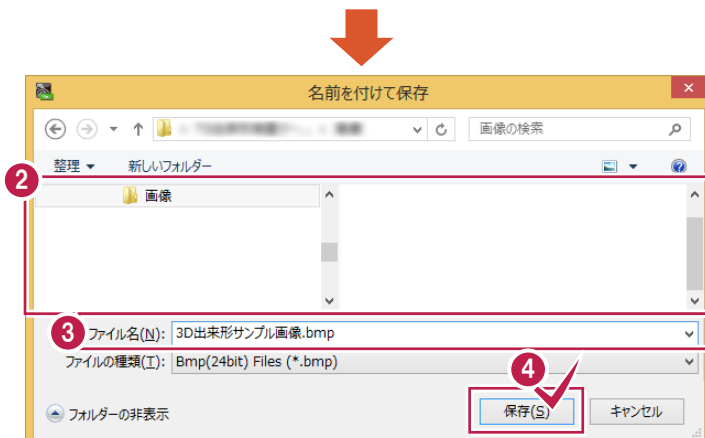 名前を付けて保存
画像の検索
整理 新しいフォルダー
2
画像
3 ファイル名(N): 3D出来形サンプル画像.bmp
ファイルの種類(T): Bmp(24bit) Files (*.bmp)
4
フォルダーの非表示 保存(S) キャンセル